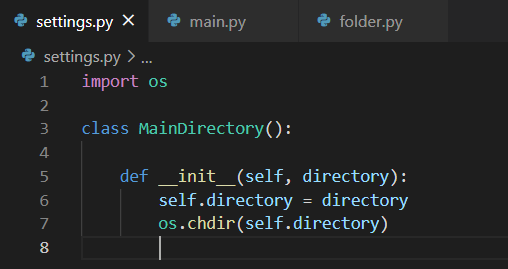 settings.py × main.py folder.py
settings.py > ...
1 import os
2
3 class MainDirectory():
4
5     def __init__(self, directory):
6         self.directory = directory
7         os.chdir(self.directory)
8